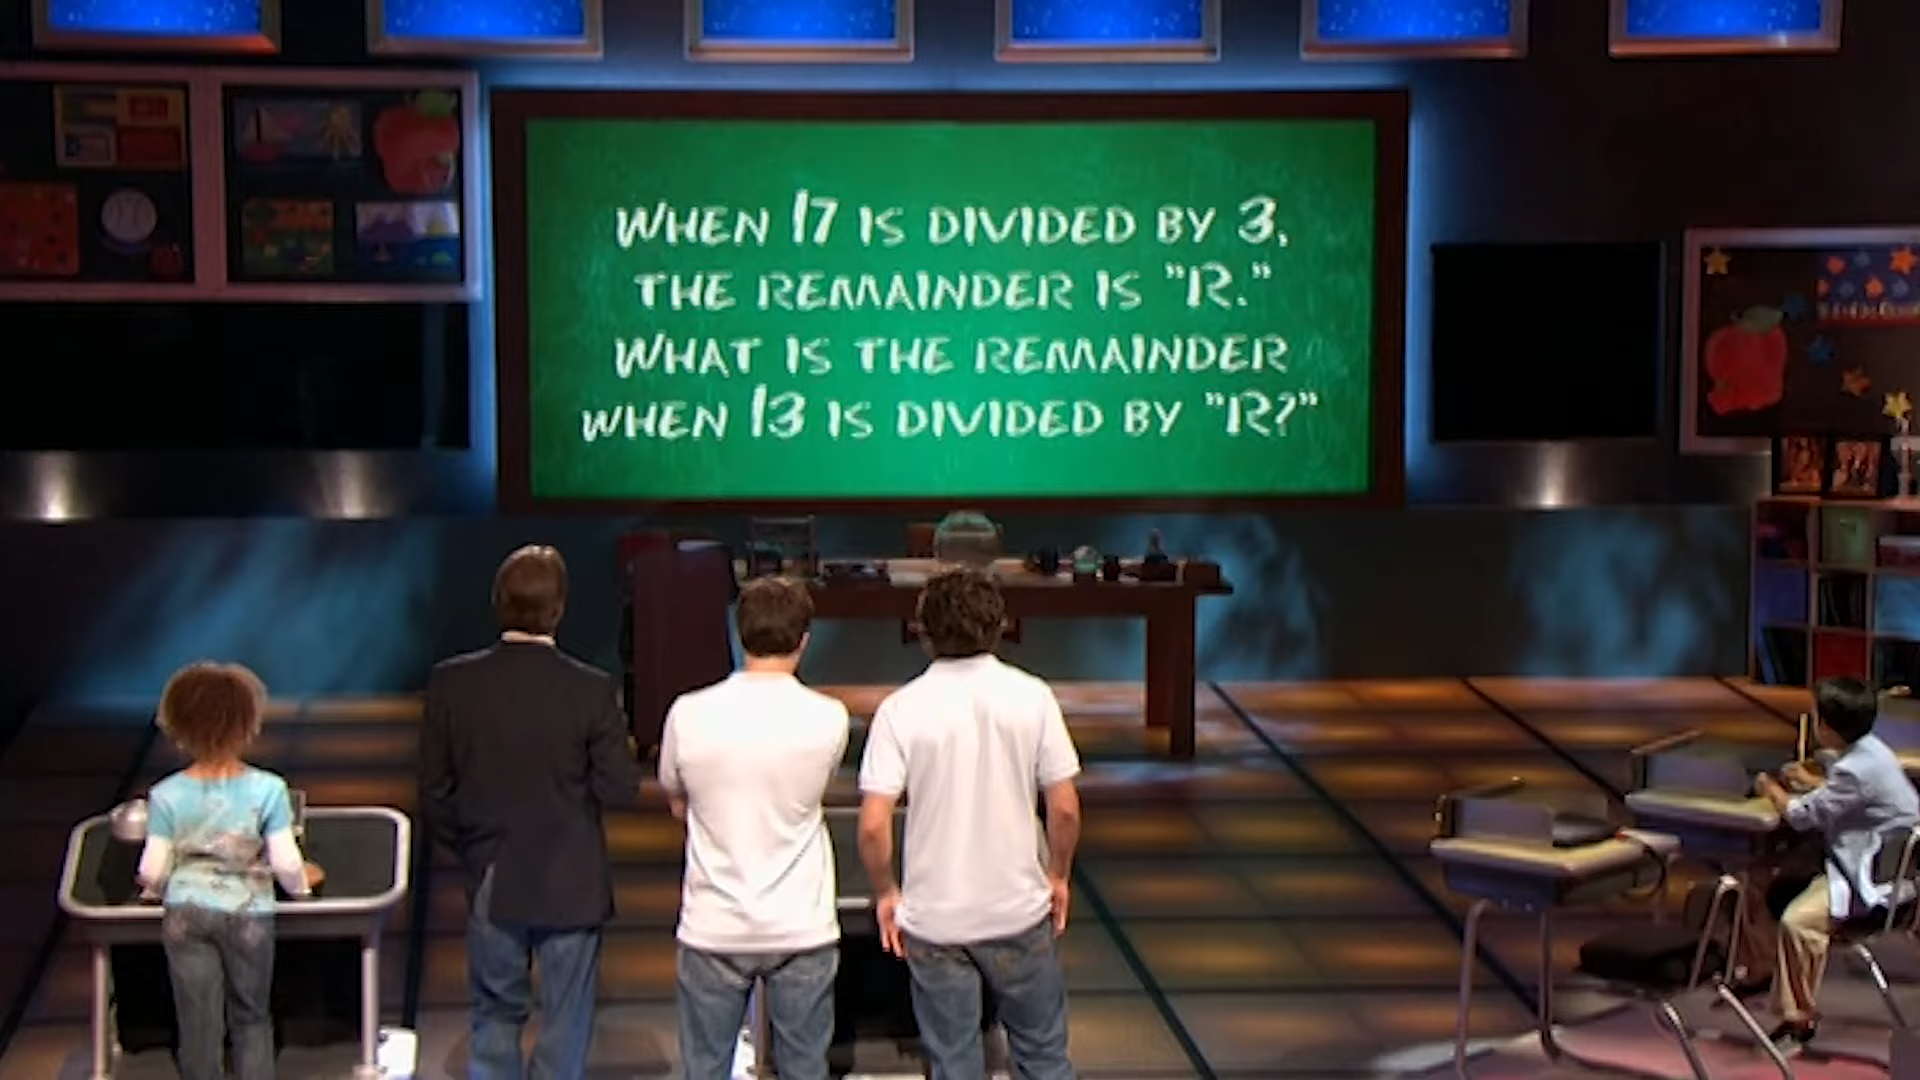 WHEN 17 IS DIVIDED BY 3,
THE REMAINDER IS "R."
WHAT IS THE REMAINDER
WHEN 13 IS DIVIDED BY "R?"